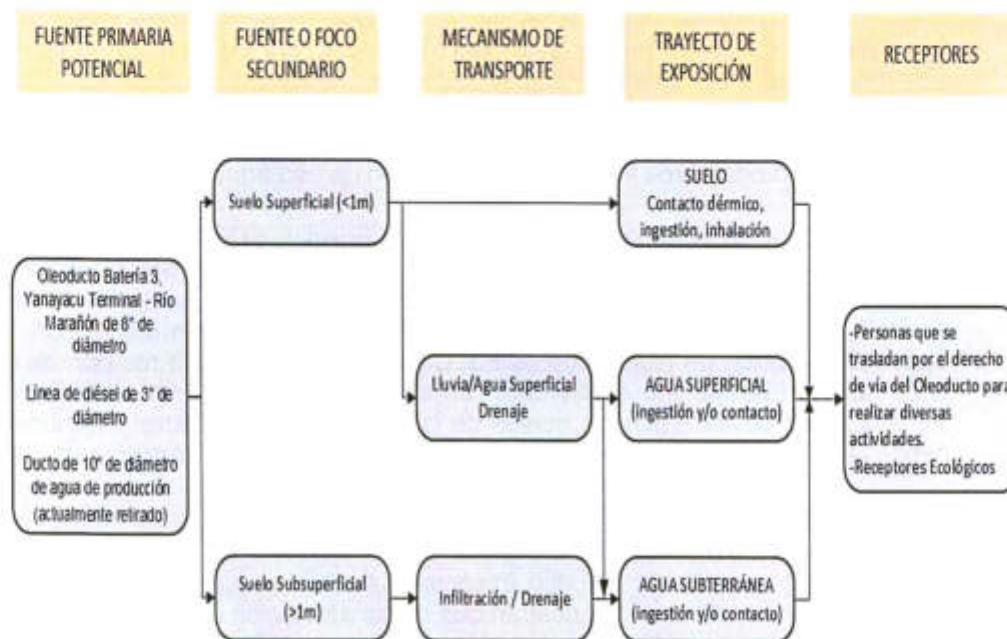 FUENTE PRIMARIA
POTENCIAL
FUENTE O FOCO
SECUNDARIO
MECANISMO DE
TRANSPORTE
TRAYECTO DE
EXPOSICIÓN
RECEPTORES
Suelo Superficial (<1m)
SUELO
Contacto dérmico,
ingestión, inhalación
Oleoducto Batería 3,
Yanayacu Terminal - Río
Marañón de 8" de
diámetro
Línea de diésel de 3" de
diámetro
Ducto de 10" de diámetro
de agua de producción
(actualmente retirado)
Lluvia/Agua Superficial
Drenaje
AGUA SUPERFICIAL
(ingestión y/o contacto)
-Personas que se
trasladan por el derecho
de vía del Oleoducto para
realizar diversas
actividades.
-Receptores Ecológicos
Suelo Subsuperficial
(>1m)
Infiltración / Drenaje
AGUA SUBTERRÁNEA
(ingestión y/o contacto)